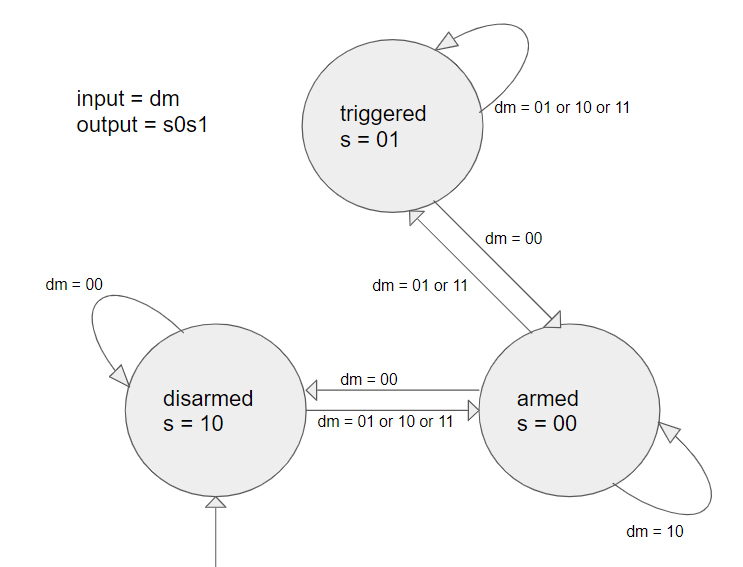 input = dm
output = s0s1
triggered
s = 01
dm = 01 or 10 or 11
dm = 00
dm = 01 or 11
dm = 00
disarmed
s = 10
dm = 00
dm = 01 or 10 or 11
armed
s = 00
dm = 10